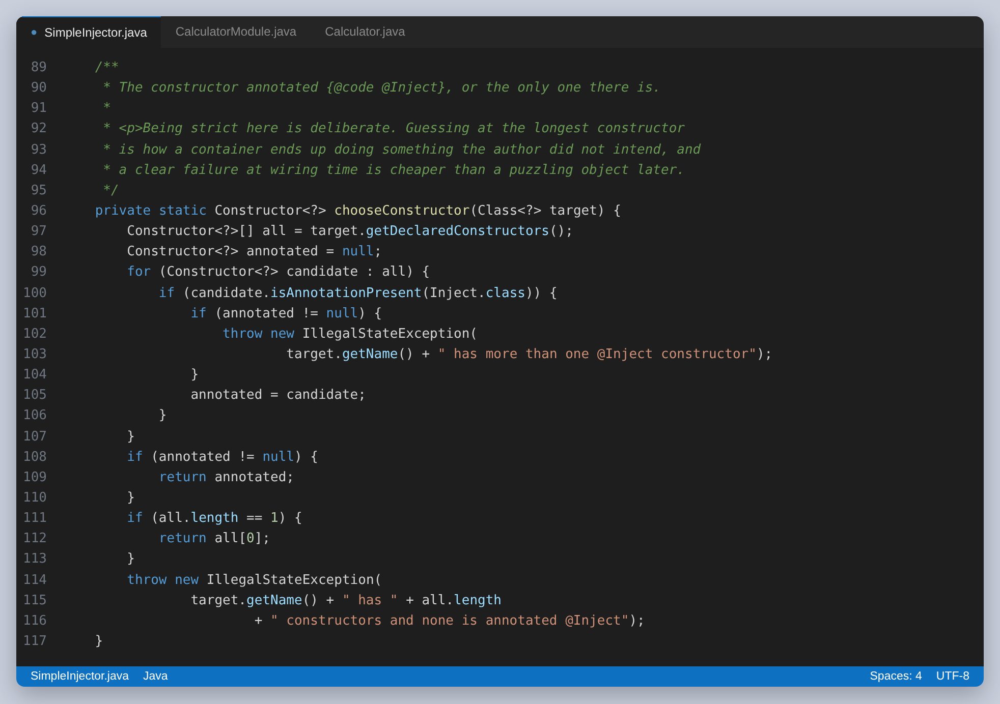 SimpleInjector.java CalculatorModule.java Calculator.java
89     /**
90      * The constructor annotated {@code @Inject}, or the only one there is.
91      *
92      * <p>Being strict here is deliberate. Guessing at the longest constructor
93      * is how a container ends up doing something the author did not intend, and
94      * a clear failure at wiring time is cheaper than a puzzling object later.
95      */
96     private static Constructor<?> chooseConstructor(Class<?> target) {
97         Constructor<?>[] all = target.getDeclaredConstructors();
98         Constructor<?> annotated = null;
99         for (Constructor<?> candidate : all) {
100             if (candidate.isAnnotationPresent(Inject.class)) {
101                 if (annotated != null) {
102                     throw new IllegalStateException(
103                             target.getName() + " has more than one @Inject constructor");
104                 }
105                 annotated = candidate;
106             }
107         }
108         if (annotated != null) {
109             return annotated;
110         }
111         if (all.length == 1) {
112             return all[0];
113         }
114         throw new IllegalStateException(
115                 target.getName() + " has " + all.length
116                         + " constructors and none is annotated @Inject");
117     }
SimpleInjector.java Java Spaces: 4 UTF-8